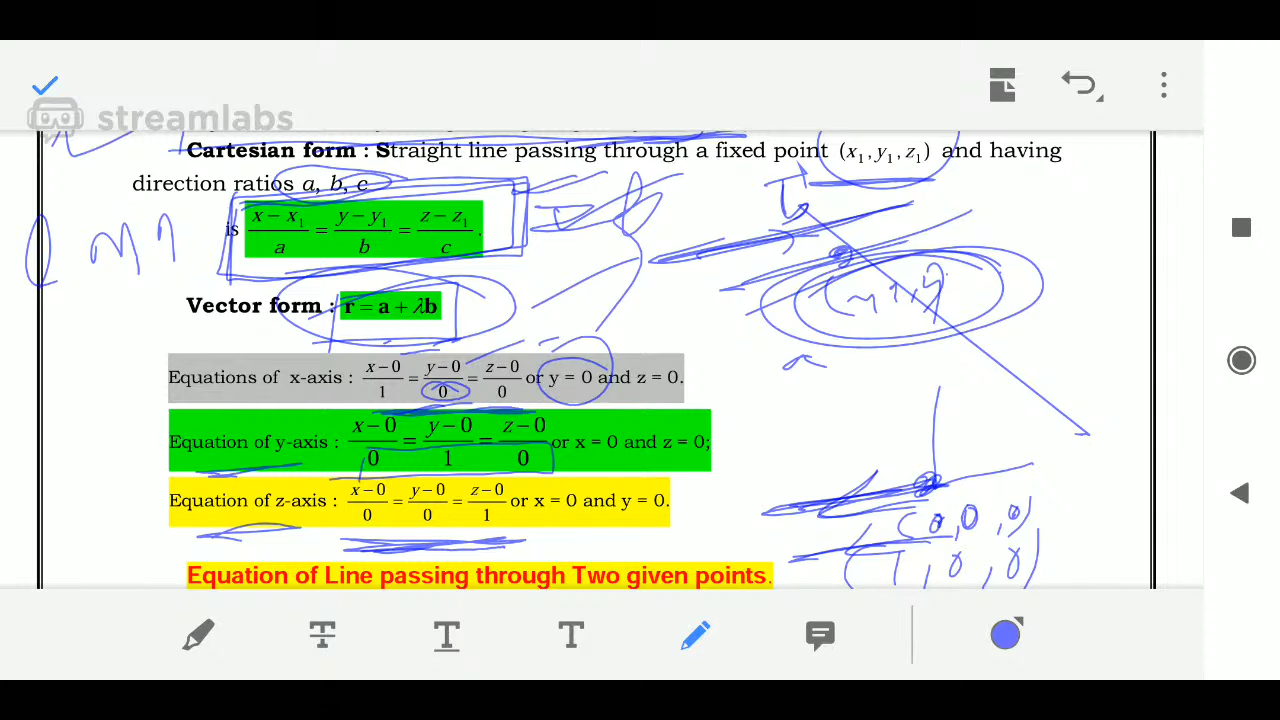 streamlabs
Cartesian form : Straight line passing through a fixed point (x₁, y₁, z₁) and having
direction ratios a, b, c
is (x − x₁)/a = (y − y₁)/b = (z − z₁)/c .
l m n
Vector form : r = a + λb
Equations of x-axis : (x−0)/1 = (y−0)/0 = (z−0)/0 or y = 0 and z = 0.
Equation of y-axis : (x−0)/0 = (y−0)/1 = (z−0)/0 or x = 0 and z = 0;
Equation of z-axis : (x−0)/0 = (y−0)/0 = (z−0)/1 or x = 0 and y = 0.
(0, 0, 0)
(1, 0, 0)
Equation of Line passing through Two given points.
T T T